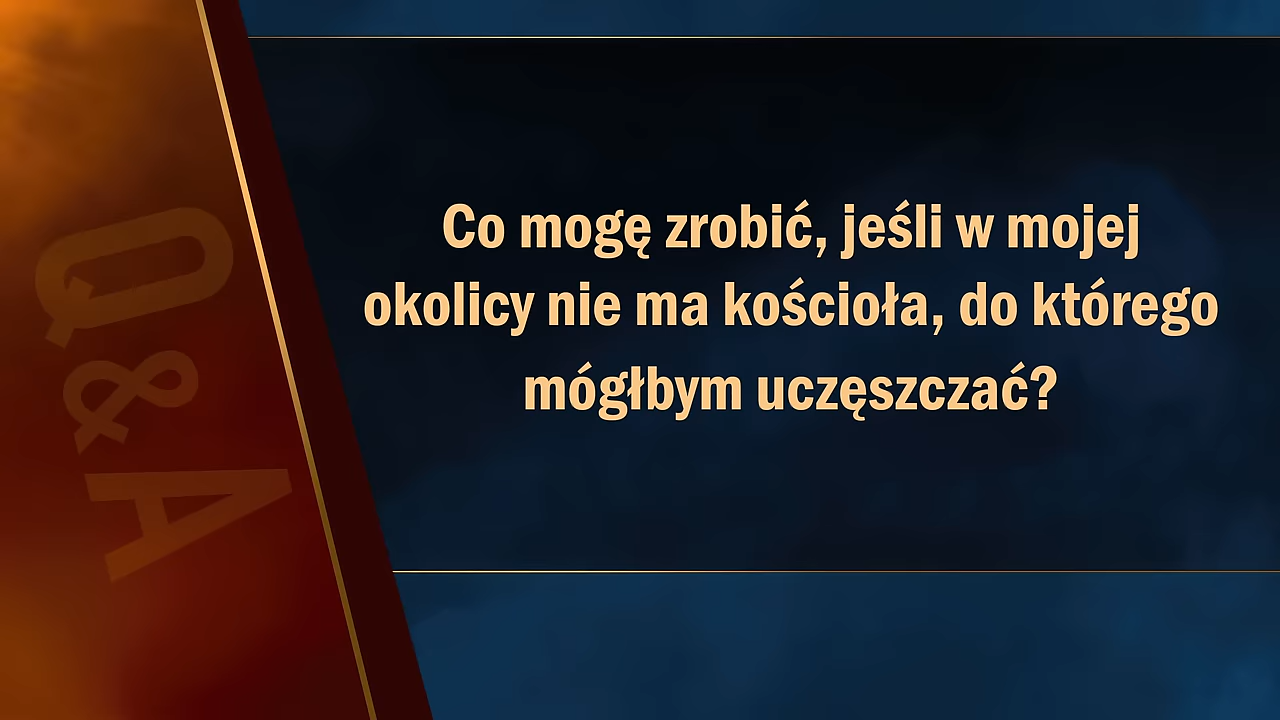 Q & A
Co mogę zrobić, jeśli w mojej
okolicy nie ma kościoła, do którego
mógłbym uczęszczać?